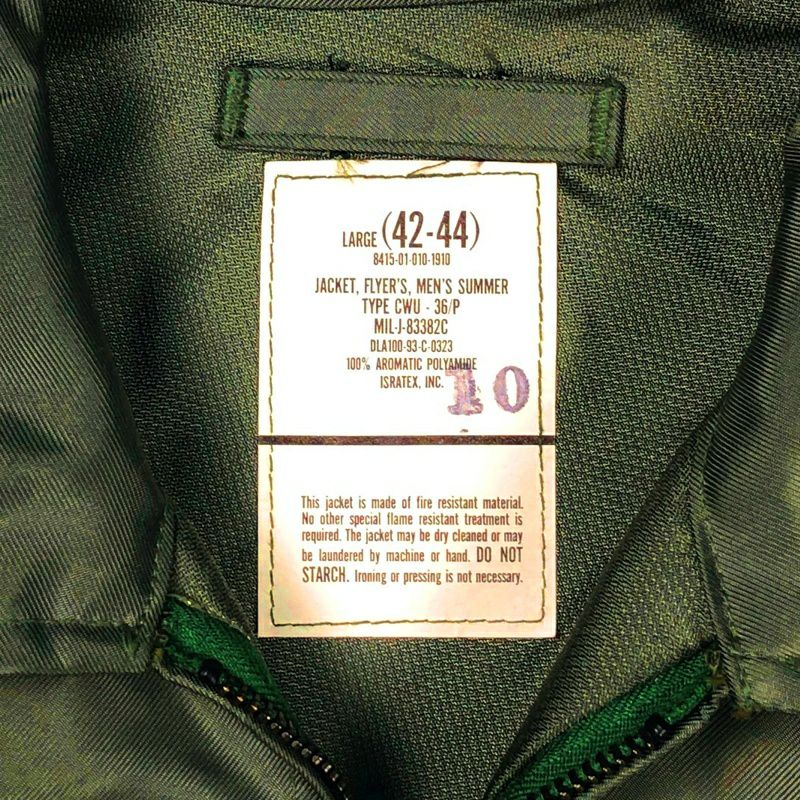 LARGE (42-44)
8415-01-010-1910
JACKET, FLYER'S, MEN'S SUMMER
TYPE CWU - 36/P
MIL-J-83382C
DLA100-93-C-0323
100% AROMATIC POLYAMIDE
ISRATEX, INC.
10
This jacket is made of fire resistant material.
No other special flame resistant treatment is
required. The jacket may be dry cleaned or may
be laundered by machine or hand. DO NOT
STARCH. Ironing or pressing is not necessary.